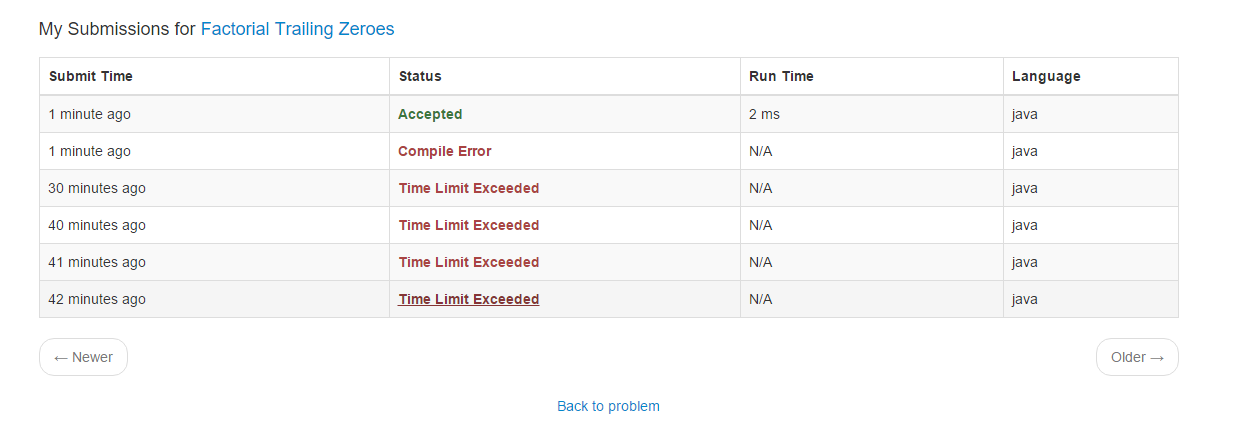 My Submissions for Factorial Trailing Zeroes
Submit Time Status Run Time Language
1 minute ago Accepted 2 ms java
1 minute ago Compile Error N/A java
30 minutes ago Time Limit Exceeded N/A java
40 minutes ago Time Limit Exceeded N/A java
41 minutes ago Time Limit Exceeded N/A java
42 minutes ago Time Limit Exceeded N/A java
← Newer Older →
Back to problem